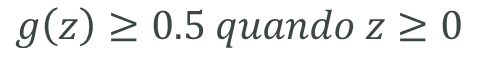 g(z) ≥ 0.5 quando z ≥ 0